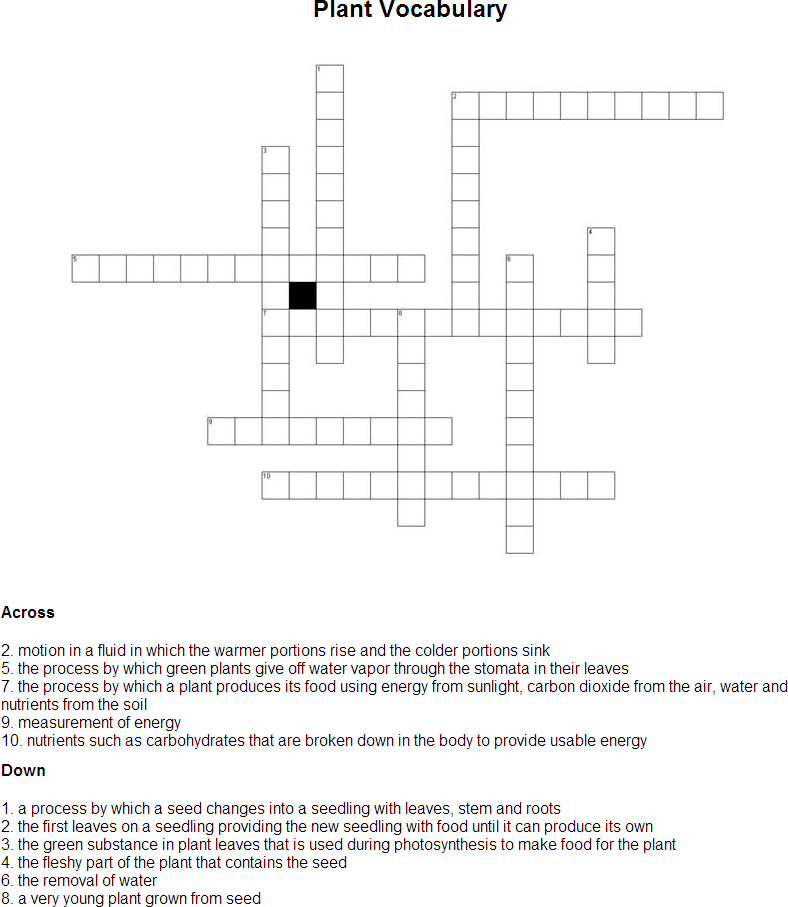 Plant Vocabulary
1
2
3
4
5
6
7
8
9
10
Across
2. motion in a fluid in which the warmer portions rise and the colder portions sink
5. the process by which green plants give off water vapor through the stomata in their leaves
7. the process by which a plant produces its food using energy from sunlight, carbon dioxide from the air, water and
nutrients from the soil
9. measurement of energy
10. nutrients such as carbohydrates that are broken down in the body to provide usable energy
Down
1. a process by which a seed changes into a seedling with leaves, stem and roots
2. the first leaves on a seedling providing the new seedling with food until it can produce its own
3. the green substance in plant leaves that is used during photosynthesis to make food for the plant
4. the fleshy part of the plant that contains the seed
6. the removal of water
8. a very young plant grown from seed